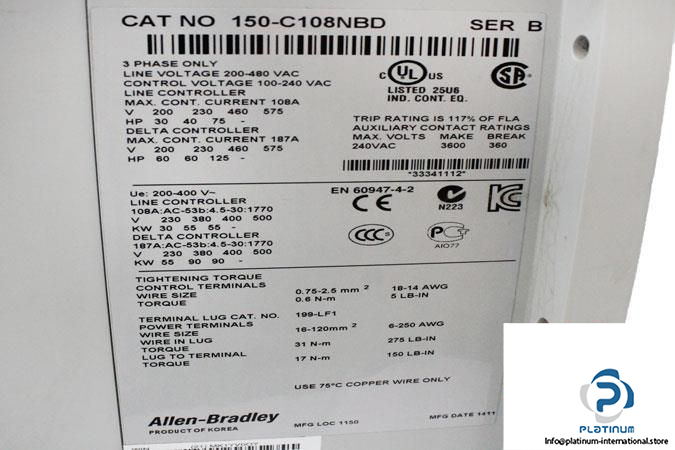 CAT NO 150-C108NBD SER B
3 PHASE ONLY
LINE VOLTAGE 200-480 VAC
CONTROL VOLTAGE 100-240 VAC
LINE CONTROLLER
MAX. CONT. CURRENT 108A
V 200 230 460 575
HP 30 40 75 -
DELTA CONTROLLER
MAX. CONT. CURRENT 187A
V 200 230 460 575
HP 60 60 125 -
C UL US
LISTED 25U6
IND. CONT. EQ.
SA
TRIP RATING IS 117% OF FLA
AUXILIARY CONTACT RATINGS
MAX. VOLTS MAKE BREAK
240VAC 3600 360
*33341112*
Ue: 200-400 V~
LINE CONTROLLER
108A:AC-53b:4.5-30:1770
V 230 380 400 500
KW 30 55 55 -
DELTA CONTROLLER
187A:AC-53b:4.5-30:1770
V 230 380 400 500
KW 55 90 90 -
EN 60947-4-2
CE
N223
KC
CCC S
РСТ
АЮ77
TIGHTENING TORQUE
CONTROL TERMINALS
WIRE SIZE 0.75-2.5 mm 2 18-14 AWG
TORQUE 0.6 N-m 5 LB-IN
TERMINAL LUG CAT. NO. 199-LF1
POWER TERMINALS
WIRE SIZE 16-120mm 2 6-250 AWG
WIRE IN LUG
TORQUE 31 N-m 275 LB-IN
LUG TO TERMINAL
TORQUE 17 N-m 150 LB-IN
USE 75°C COPPER WIRE ONLY
Allen-Bradley
PRODUCT OF KOREA
MFG LOC 1150
MFG DATE 1411
P
PLATINUM
info@platinum-international.store